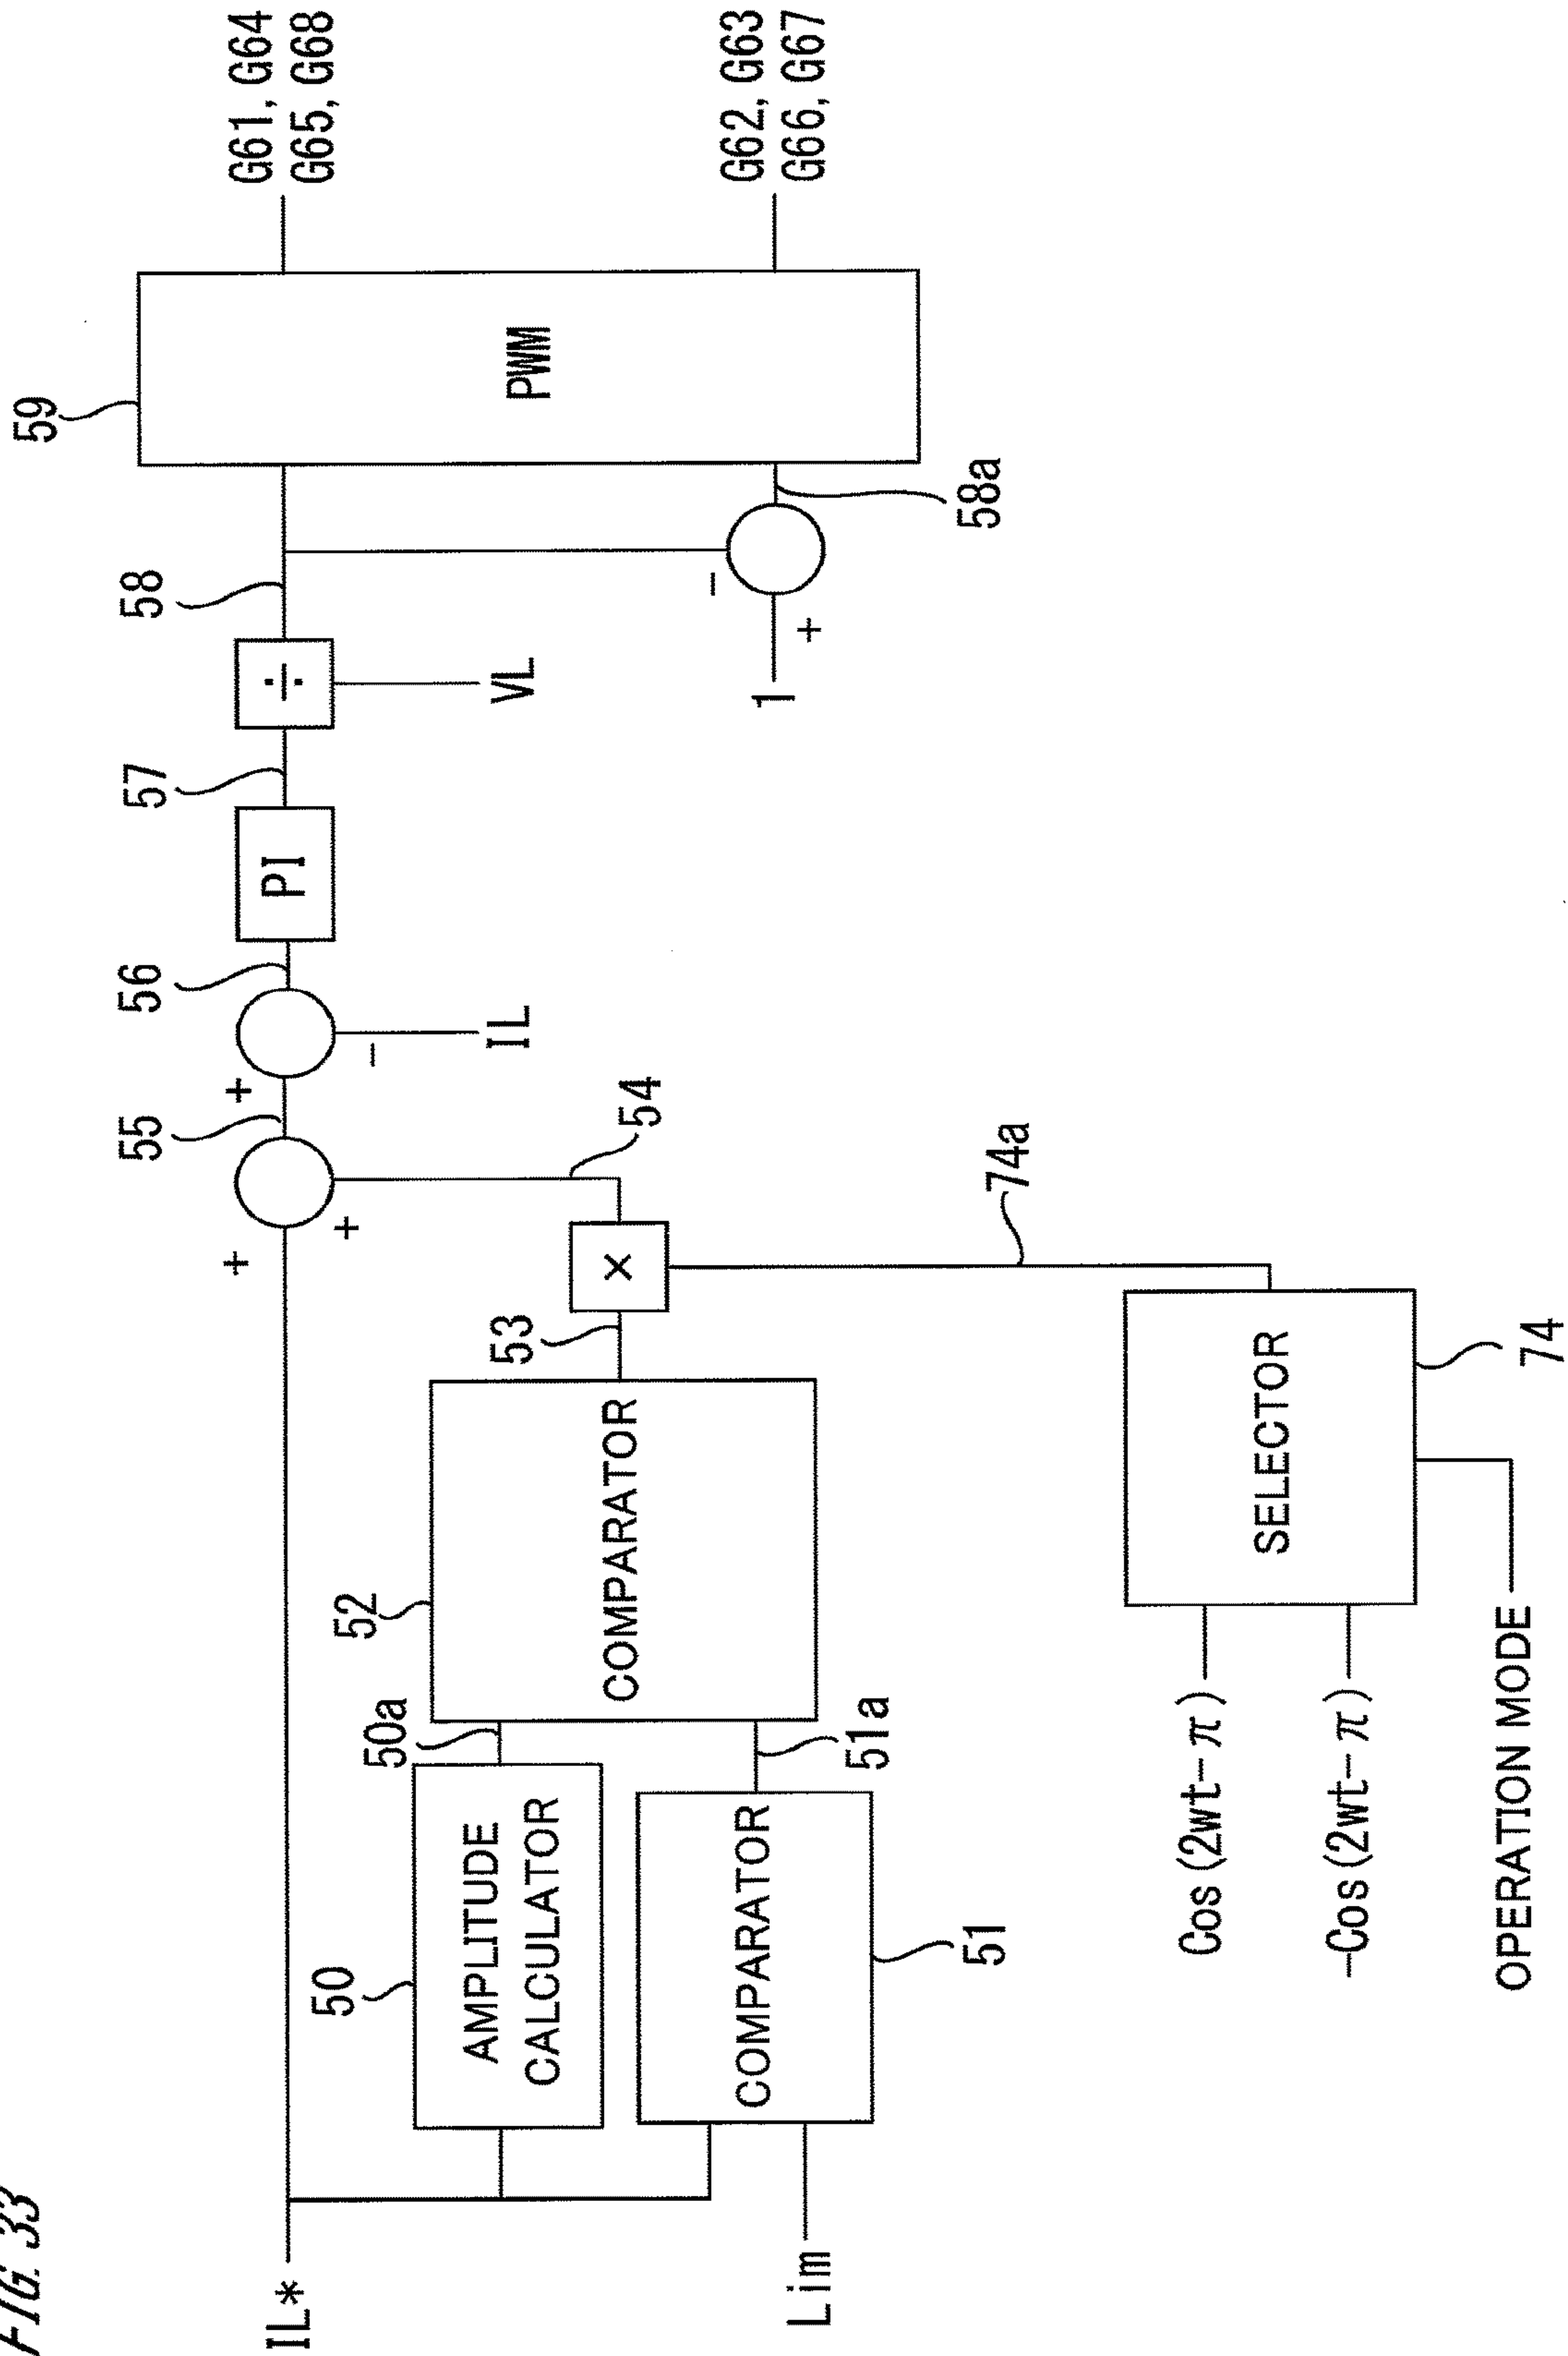 FIG. 33
IL*
Lim
50
AMPLITUDE
CALCULATOR
50a
COMPARATOR
51
51a
52
COMPARATOR
53
×
54
Cos(2wt-π)
-Cos(2wt-π)
OPERATION MODE
SELECTOR
74
74a
+
+
55
+
-
IL
56
PI
57
÷
VL
58
1
+
-
58a
59
PWM
G61, G64
G65, G68
G62, G63
G66, G67